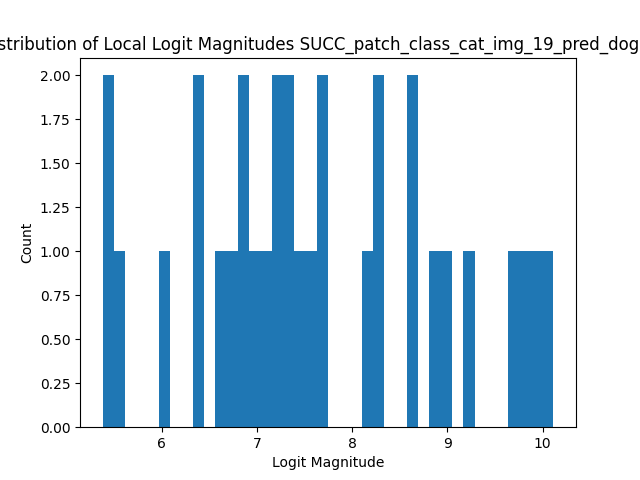 stribution of Local Logit Magnitudes SUCC_patch_class_cat_img_19_pred_dog
2.00
1.75
1.50
1.25
1.00
0.75
0.50
0.25
0.00
Count
6 7 8 9 10
Logit Magnitude